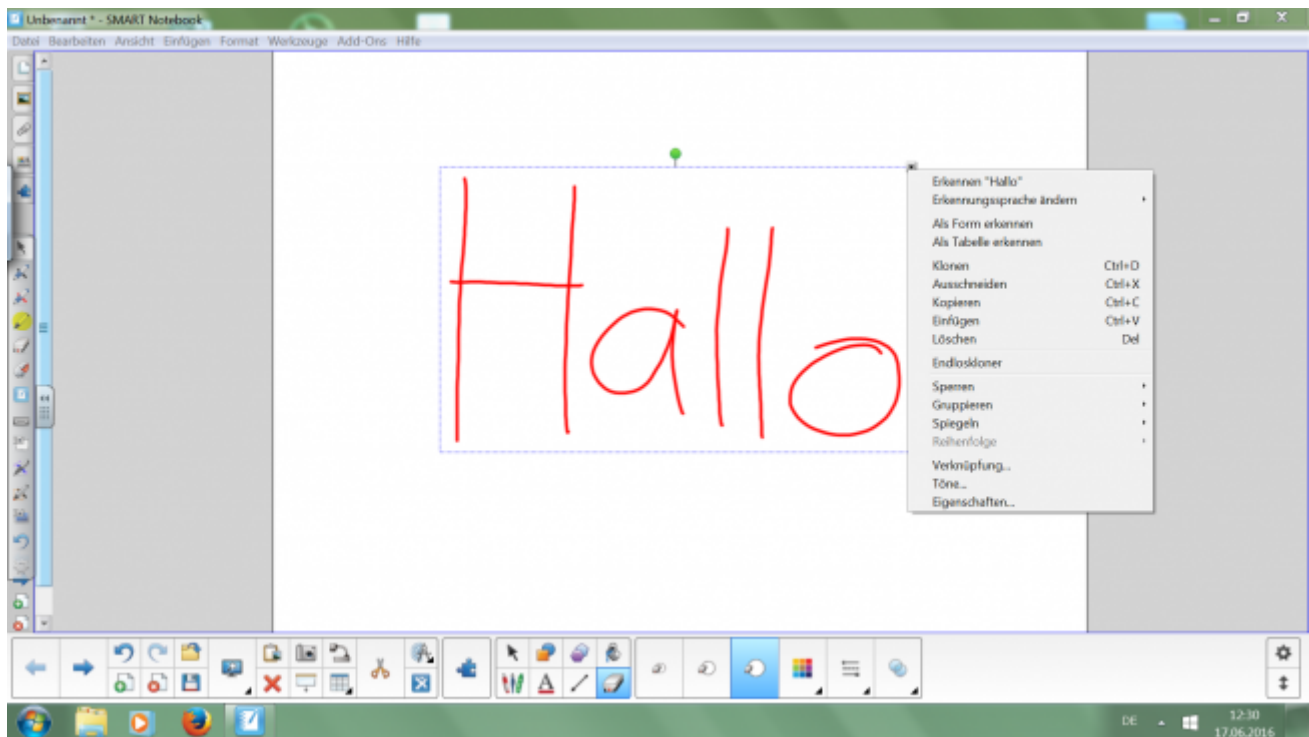 Unbenannt * - SMART Notebook
Datei Bearbeiten Ansicht Einfügen Format Werkzeuge Add-Ons Hilfe
Hallo
Erkennen "Hallo"
Erkennungssprache ändern
Als Form erkennen
Als Tabelle erkennen
Klonen Ctrl+D
Ausschneiden Ctrl+X
Kopieren Ctrl+C
Einfügen Ctrl+V
Löschen Del
Endloskloner
Sperren
Gruppieren
Spiegeln
Reihenfolge
Verknüpfung...
Töne...
Eigenschaften...
A
DE
12:30
17.06.2016